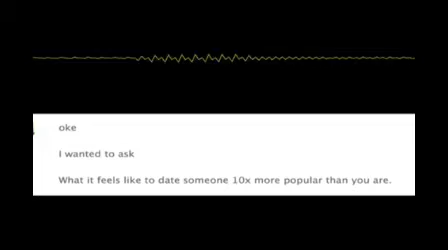 oke
I wanted to ask
What it feels like to date someone 10x more popular than you are.